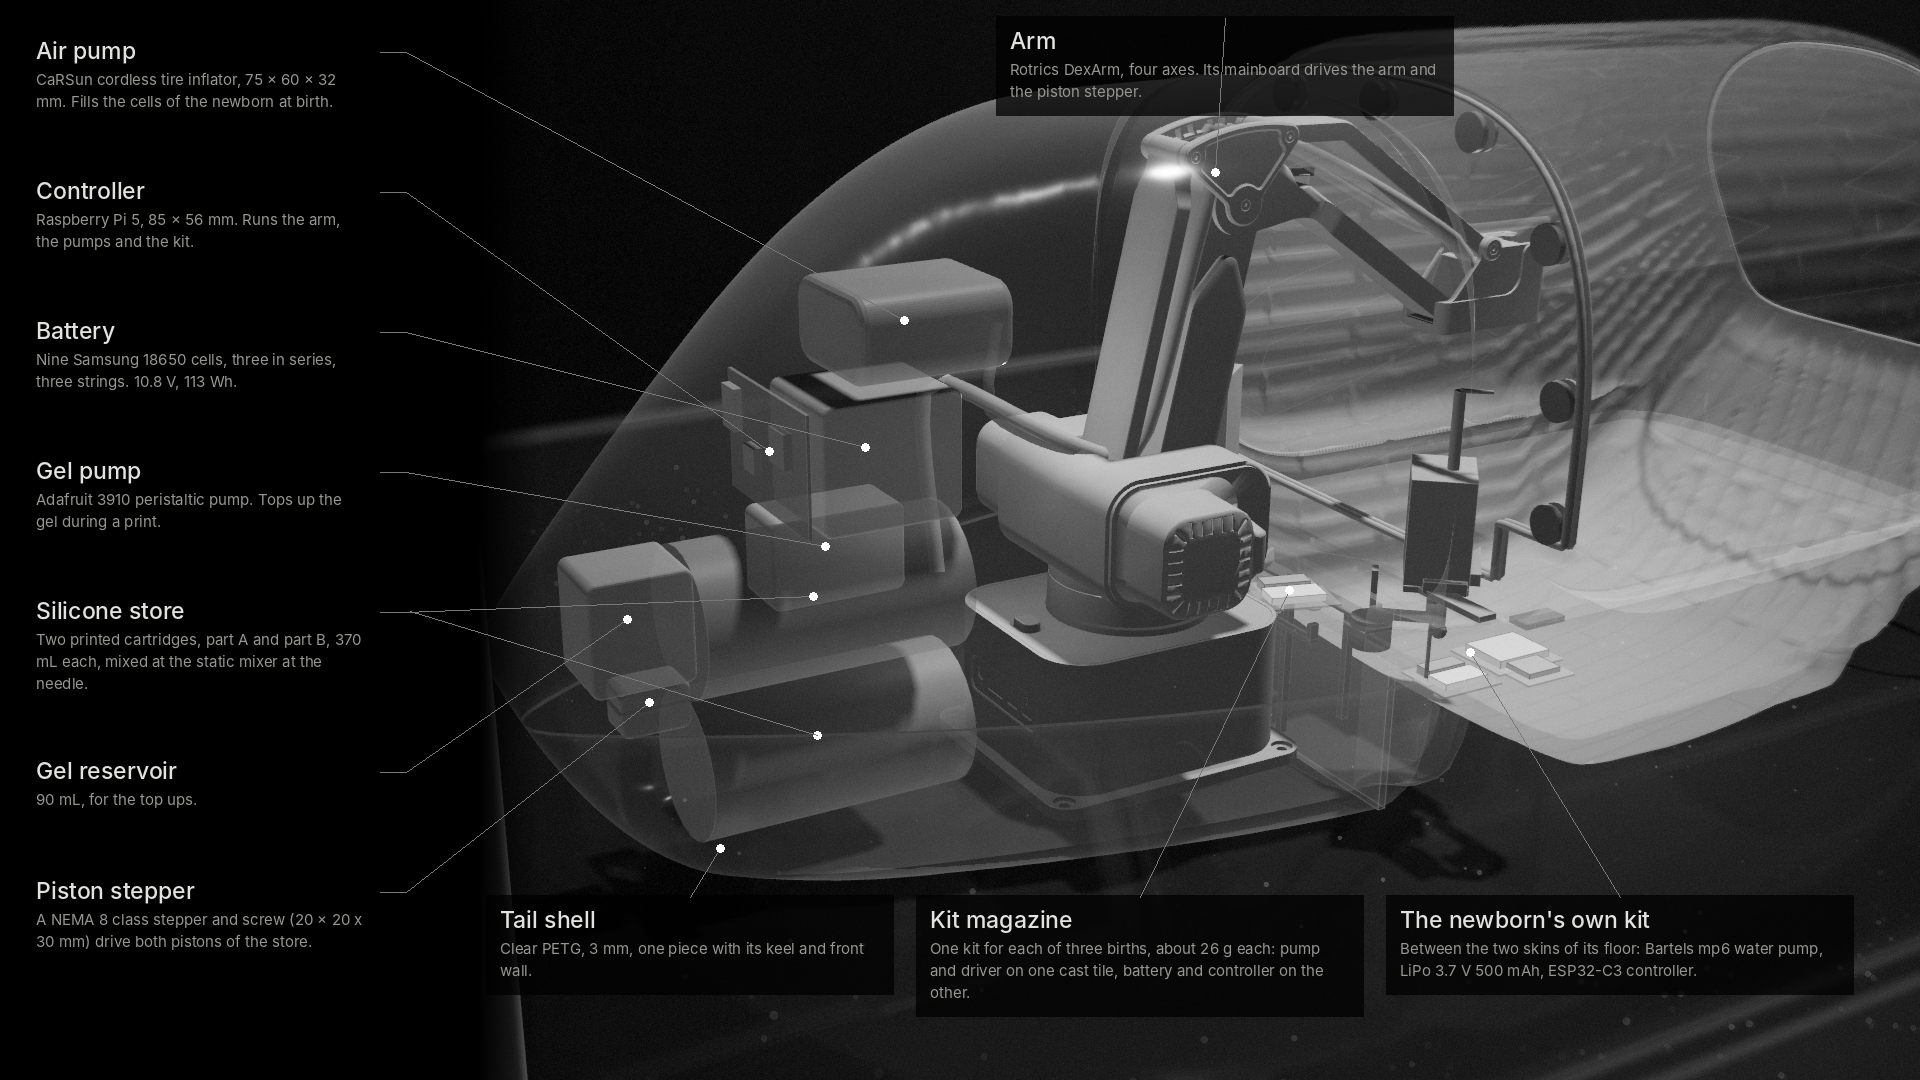 Air pump
CaRSun cordless tire inflator, 75 × 60 × 32
mm. Fills the cells of the newborn at birth.
Controller
Raspberry Pi 5, 85 × 56 mm. Runs the arm,
the pumps and the kit.
Battery
Nine Samsung 18650 cells, three in series,
three strings. 10.8 V, 113 Wh.
Gel pump
Adafruit 3910 peristaltic pump. Tops up the
gel during a print.
Silicone store
Two printed cartridges, part A and part B, 370
mL each, mixed at the static mixer at the
needle.
Gel reservoir
90 mL, for the top ups.
Piston stepper
A NEMA 8 class stepper and screw (20 × 20 x
30 mm) drive both pistons of the store.
Arm
Rotrics DexArm, four axes. Its mainboard drives the arm and
the piston stepper.
Tail shell
Clear PETG, 3 mm, one piece with its keel and front
wall.
Kit magazine
One kit for each of three births, about 26 g each: pump
and driver on one cast tile, battery and controller on the
other.
The newborn's own kit
Between the two skins of its floor: Bartels mp6 water pump,
LiPo 3.7 V 500 mAh, ESP32-C3 controller.